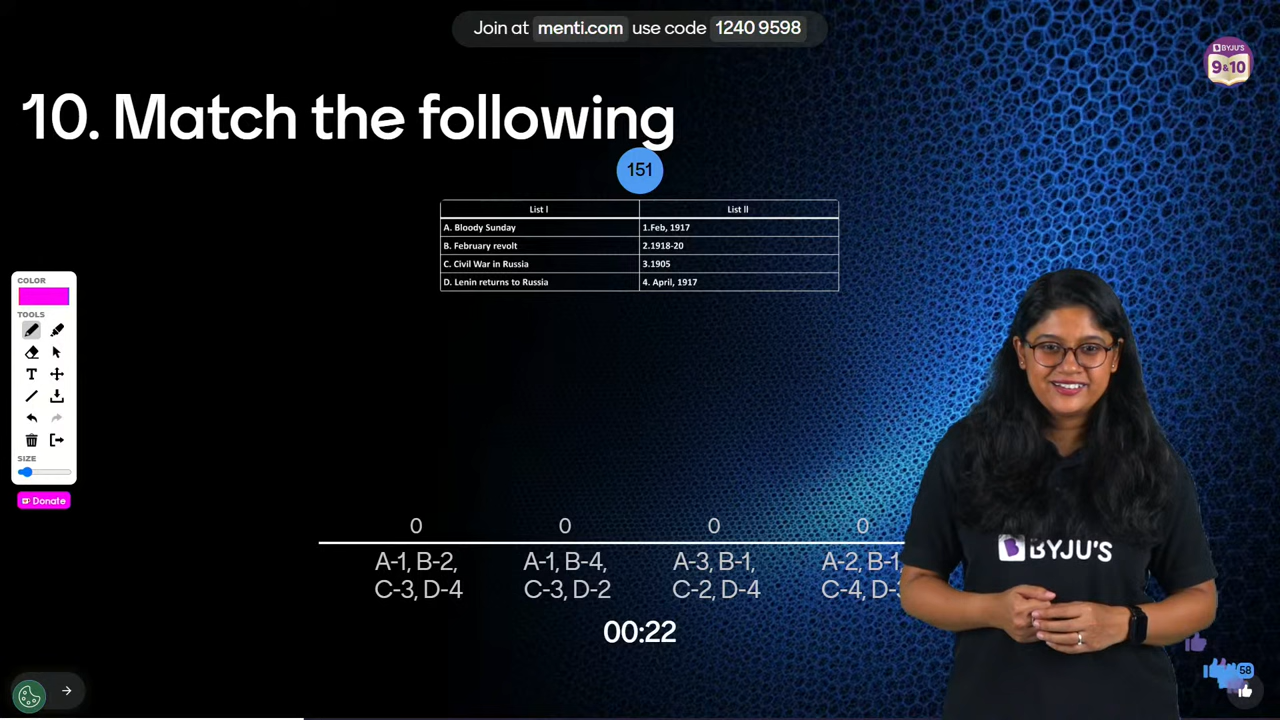 Join at menti.com use code 1240 9598
BYJU'S
9&10
10. Match the following
151
List I List II
A. Bloody Sunday 1.Feb, 1917
B. February revolt 2.1918-20
C. Civil War in Russia 3.1905
D. Lenin returns to Russia 4. April, 1917
COLOR
TOOLS
T
SIZE
Donate
0 0 0 0
A-1, B-2, A-1, B-4, A-3, B-1, A-2, B-1,
C-3, D-4 C-3, D-2 C-2, D-4 C-4, D-
00:22
BYJU'S
58